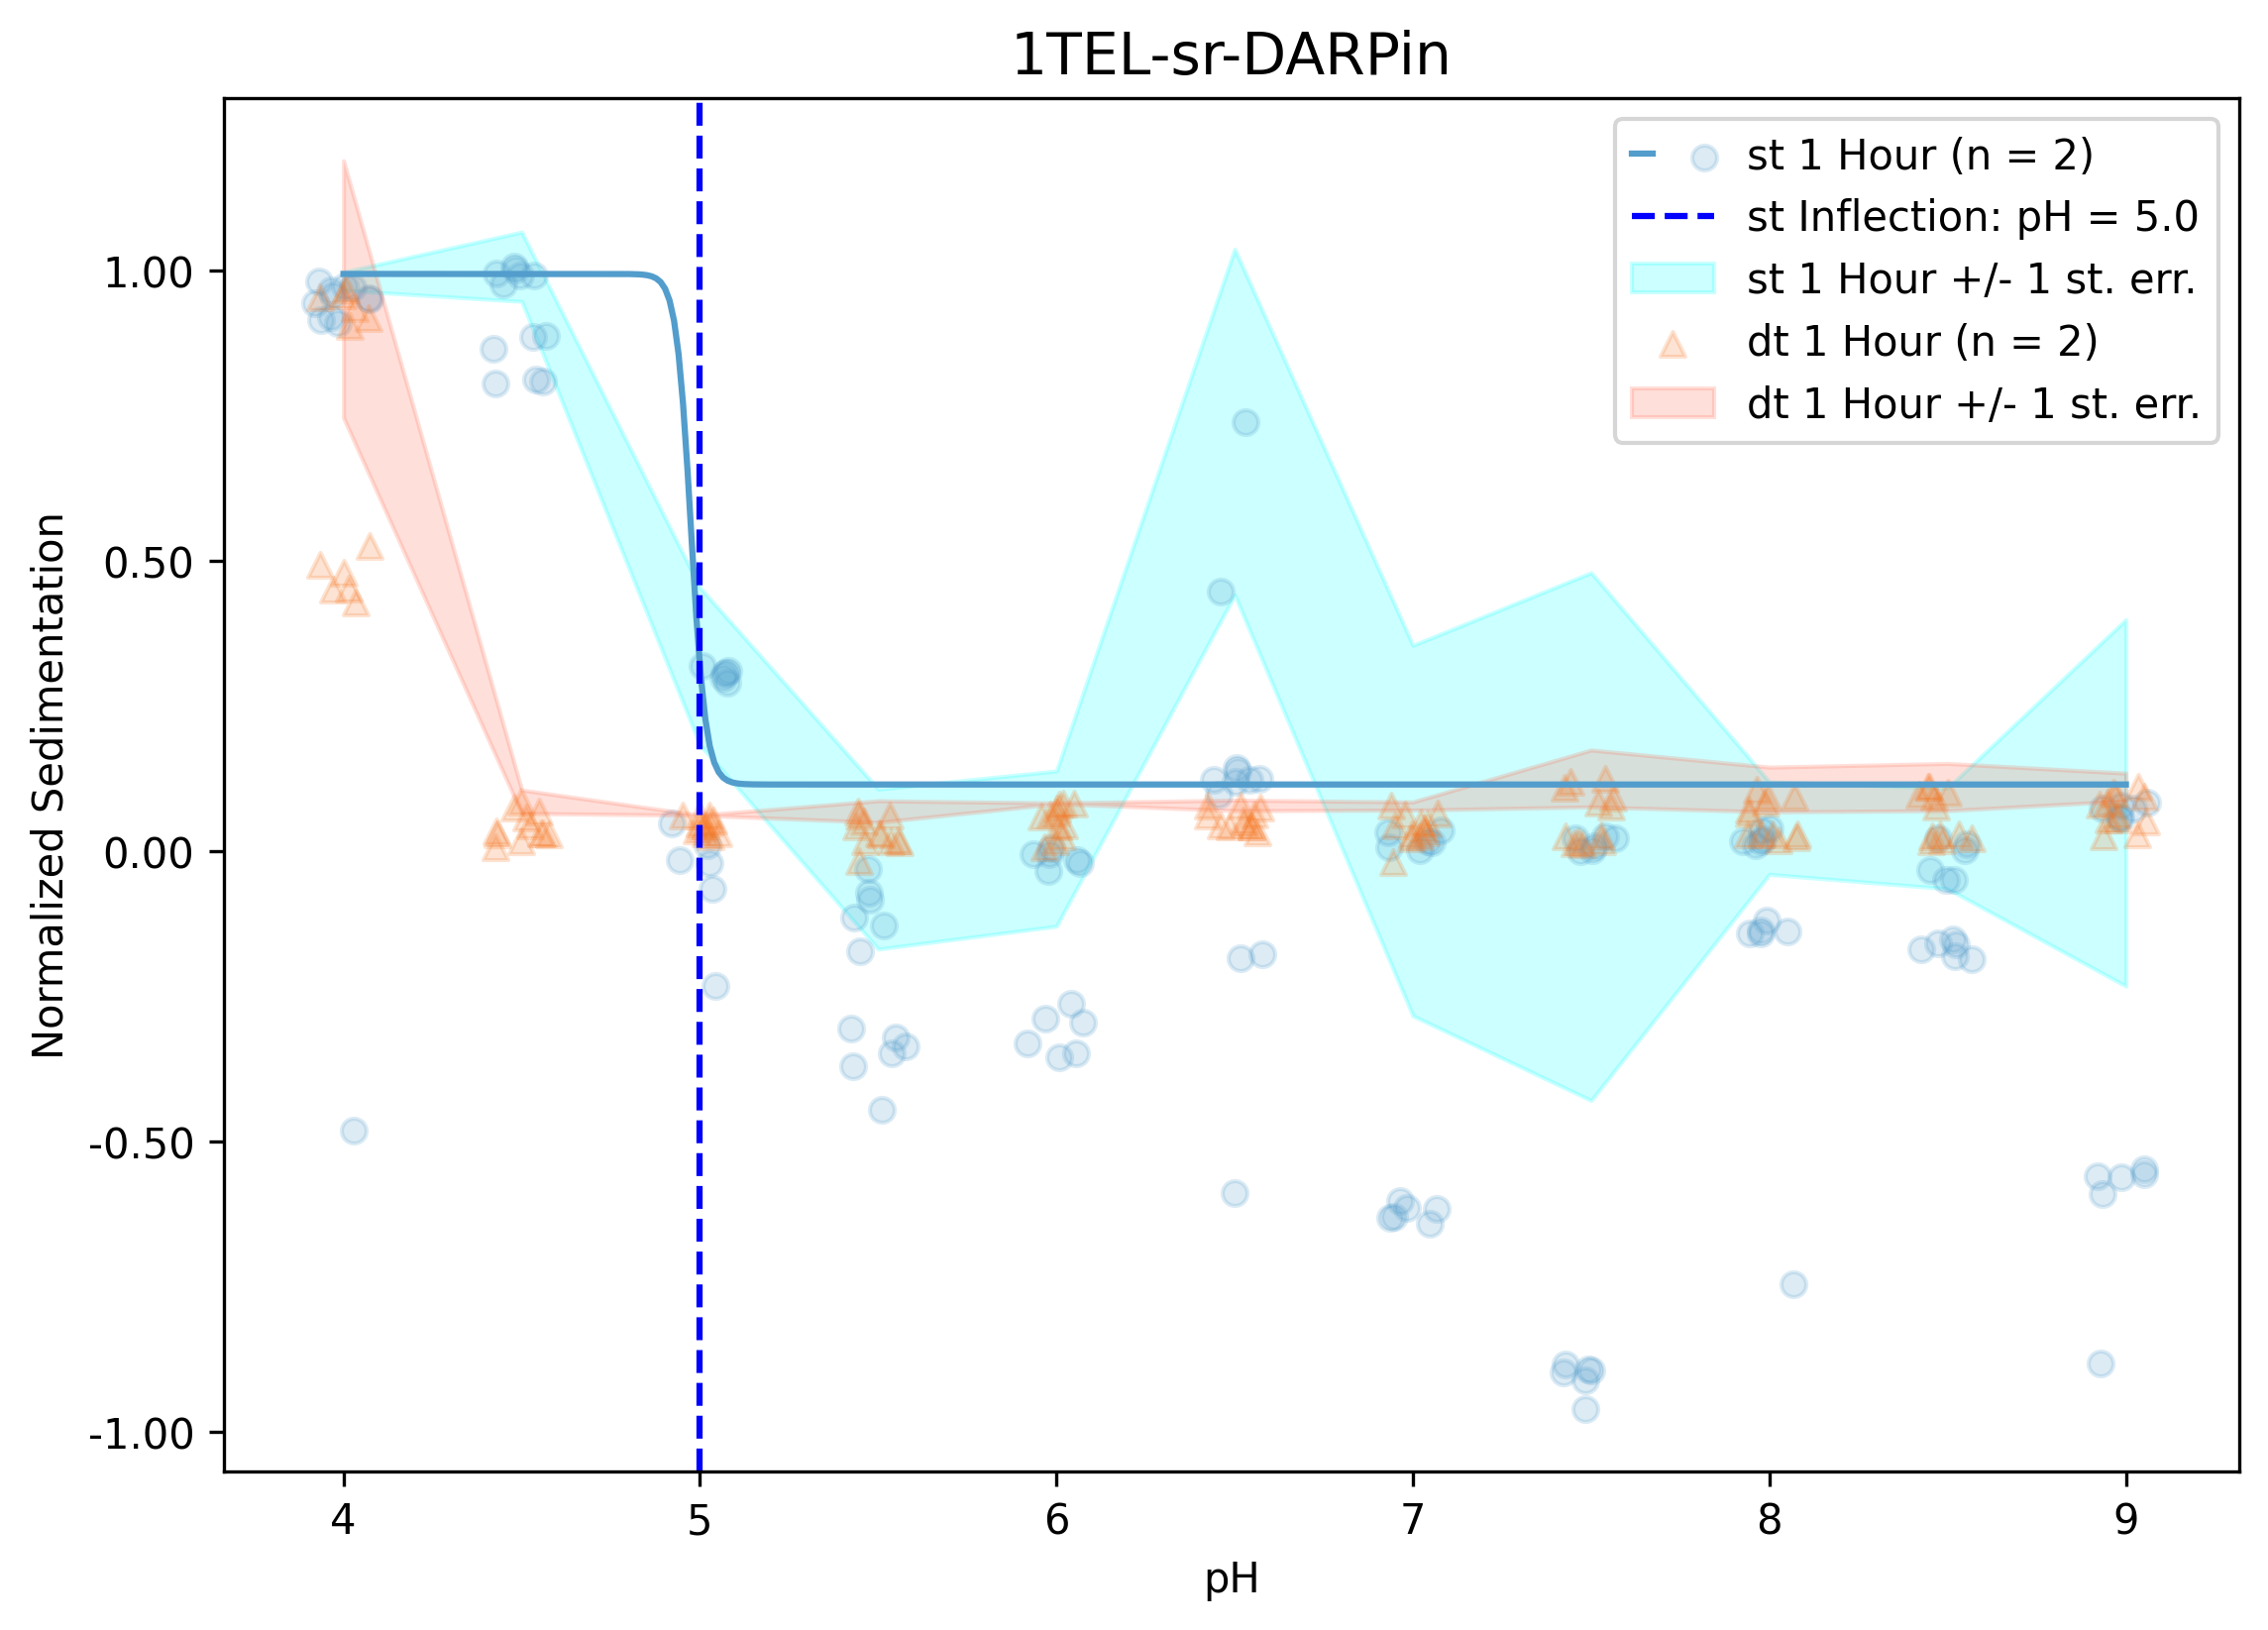 1TEL-sr-DARPin
st 1 Hour (n = 2)
st Inflection: pH = 5.0
st 1 Hour +/- 1 st. err.
dt 1 Hour (n = 2)
dt 1 Hour +/- 1 st. err.
Normalized Sedimentation
1.00
0.50
0.00
-0.50
-1.00
4 5 6 7 8 9
pH